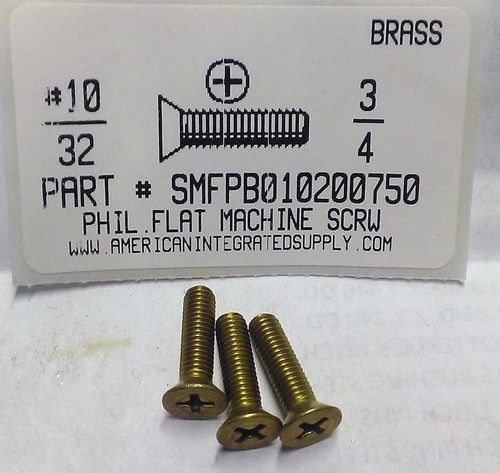 BRASS
#10
32
3
4
PART # SMFPB010200750
PHIL.FLAT MACHINE SCRW
WWW.AMERICANINTEGRATEDSUPPLY.COM